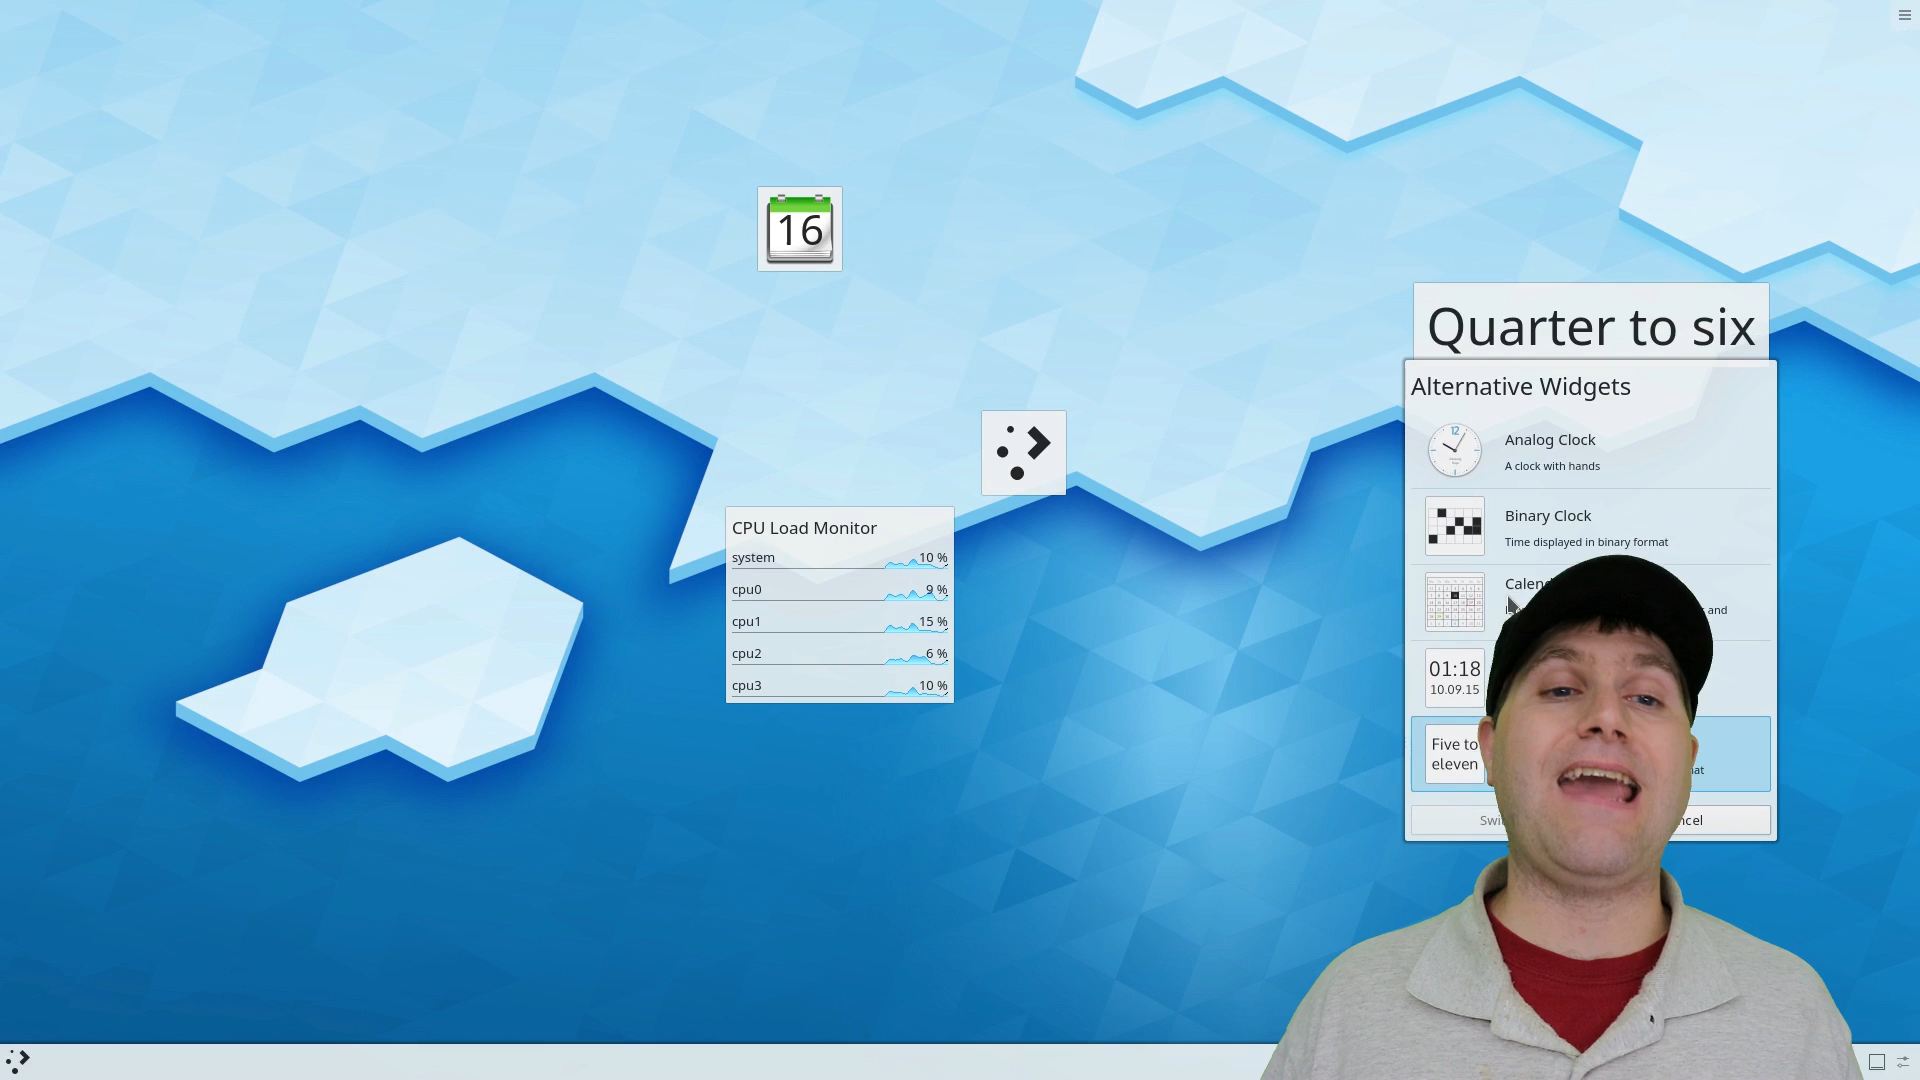 16
Quarter to six
Alternative Widgets
12
Analog Clock
A clock with hands
Binary Clock
Time displayed in binary format
and
01:18
10.09.15
Five to
eleven
CPU Load Monitor
system 10 %
cpu0 9 %
cpu1 15 %
cpu2 6 %
cpu3 10 %